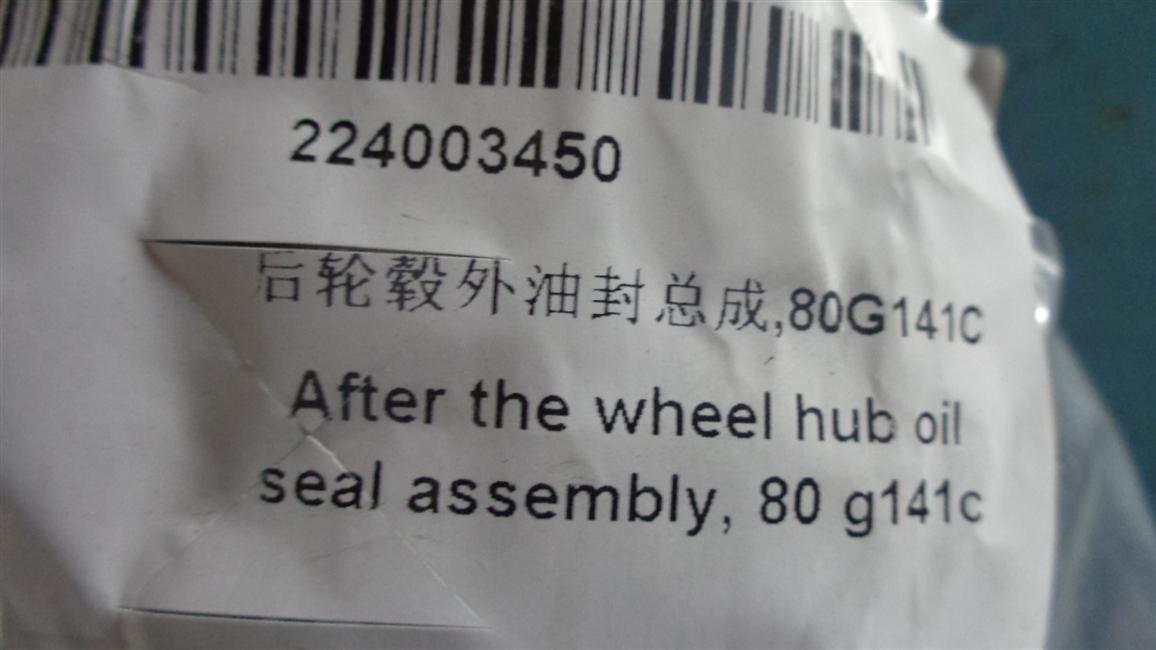 224003450
后轮毂外油封总成,80G141C
After the wheel hub oil
seal assembly, 80 g141c